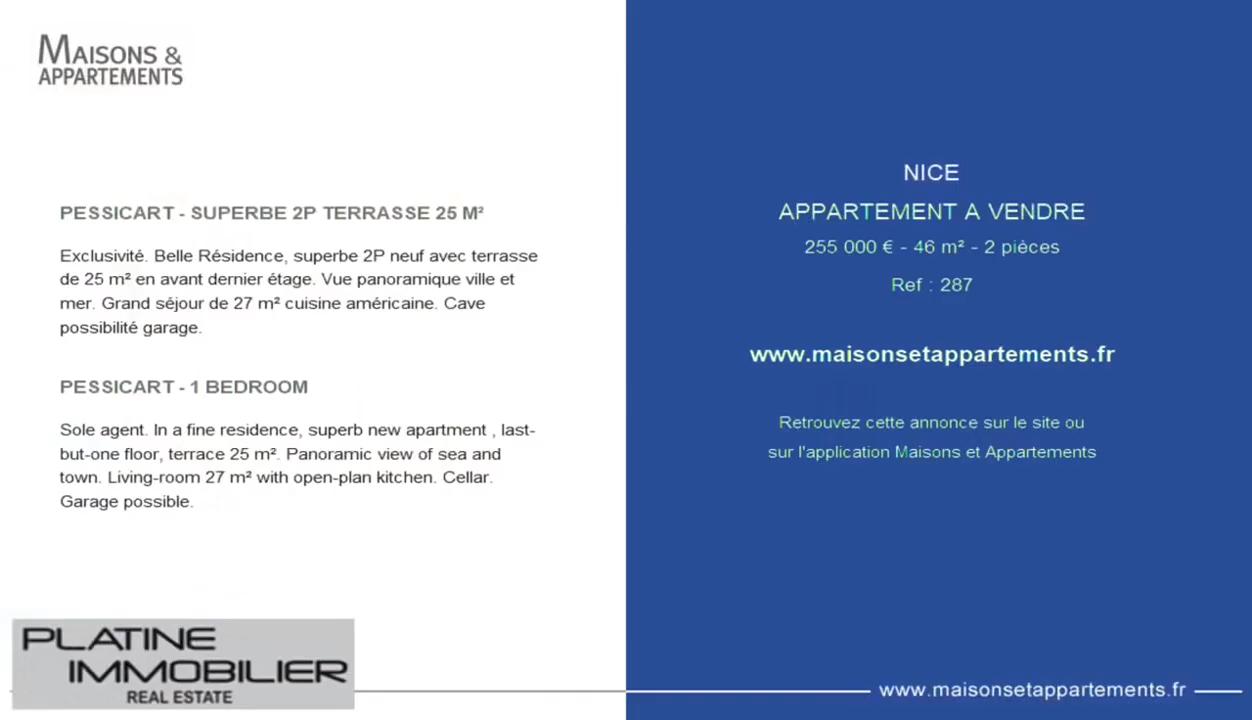 MAISONS &
APPARTEMENTS
PESSICART - SUPERBE 2P TERRASSE 25 M²
Exclusivité. Belle Résidence, superbe 2P neuf avec terrasse
de 25 m² en avant dernier étage. Vue panoramique ville et
mer. Grand séjour de 27 m² cuisine américaine. Cave
possibilité garage.
PESSICART - 1 BEDROOM
Sole agent. In a fine residence, superb new apartment , last-
but-one floor, terrace 25 m². Panoramic view of sea and
town. Living-room 27 m² with open-plan kitchen. Cellar.
Garage possible.
PLATINE
IMMOBILIER
REAL ESTATE
NICE
APPARTEMENT A VENDRE
255 000 € - 46 m² - 2 pièces
Ref : 287
www.maisonsetappartements.fr
Retrouvez cette annonce sur le site ou
sur l'application Maisons et Appartements
www.maisonsetappartements.fr